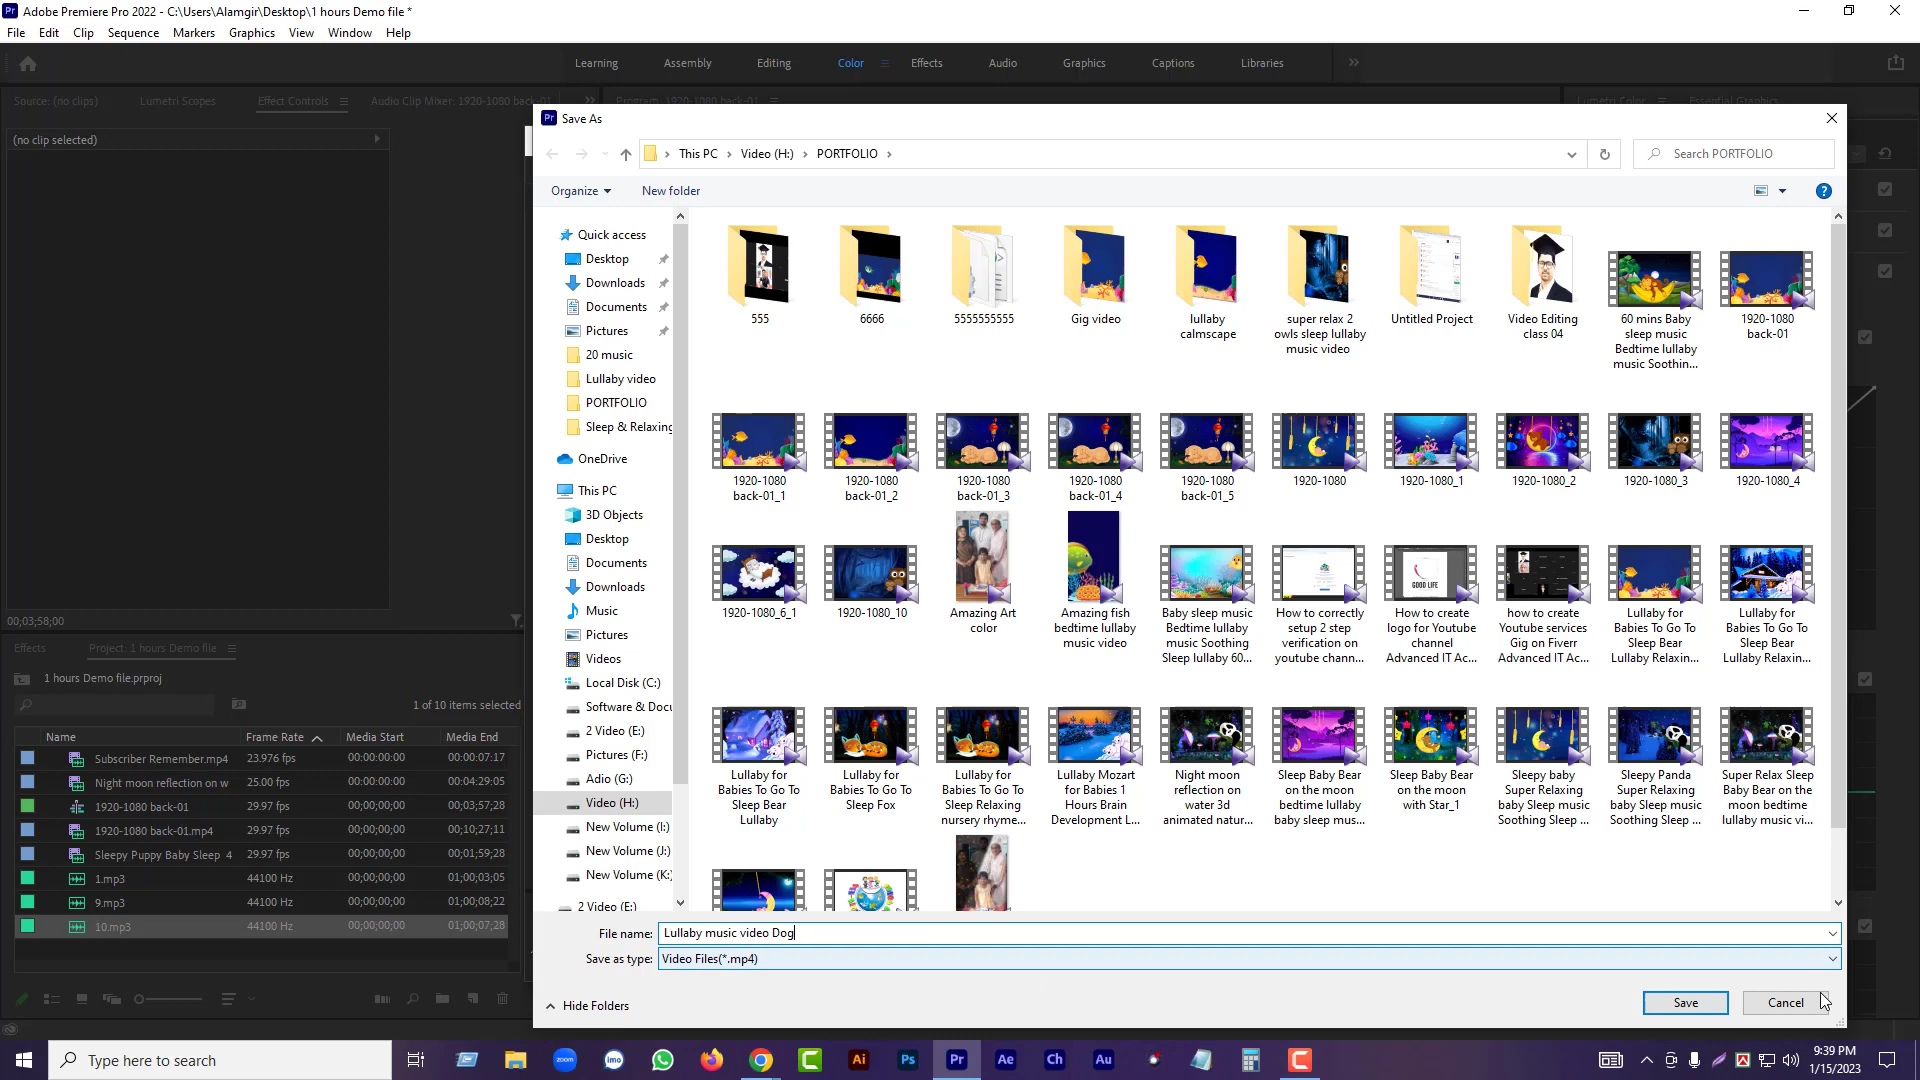 Adobe Premiere Pro 2022 - C:\Users\Alamgir\Desktop\1 hours Demo file *
File Edit Clip Sequence Markers Graphics View Window Help
Learning Assembly Editing Color Effects Audio Graphics Captions Libraries
Source: (no clips) Lumetri Scopes Effect Controls Audio Clip Mixer: 1920-1080 back-01
Program: 1920-1080 back-01
Lumetri Color Essential Graphics
(no clip selected)
00;03;58;00
Effects Project: 1 hours Demo file
1 hours Demo file.prproj
1 of 10 items selected
Name Frame Rate Media Start Media End
Subscriber Remember.mp4 23.976 fps 00:00:00:00 00:00:07:17
Night moon reflection on w 25.00 fps 00:00:00:00 00:04:29:05
1920-1080 back-01 29.97 fps 00;00;00;00 00;03;57;28
1920-1080 back-01.mp4 29.97 fps 00;00;00;00 00;10;27;11
Sleepy Puppy Baby Sleep 4 29.97 fps 00;00;00;00 00;01;59;28
1.mp3 44100 Hz 00;00;00;00 01;00;03;05
9.mp3 44100 Hz 00;00;00;00 01;00;08;22
10.mp3 44100 Hz 00;00;00;00 01;00;07;28
Pr Save As
This PC › Video (H:) › PORTFOLIO ›
Search PORTFOLIO
Organize New folder
Quick access
Desktop
Downloads
Documents
Pictures
20 music
Lullaby video
PORTFOLIO
Sleep & Relaxing
OneDrive
This PC
3D Objects
Desktop
Documents
Downloads
Music
Pictures
Videos
Local Disk (C:)
Software & Docu
2 Video (E:)
Pictures (F:)
Adio (G:)
Video (H:)
New Volume (I:)
New Volume (J:)
New Volume (K:)
2 Video (E:)
555
6666
5555555555
Gig video
lullaby
calmscape
super relax 2
owls sleep lullaby
music video
Untitled Project
Video Editing
class 04
60 mins Baby
sleep music
Bedtime lullaby
music Soothin...
1920-1080
back-01
1920-1080
back-01_1
1920-1080
back-01_2
1920-1080
back-01_3
1920-1080
back-01_4
1920-1080
back-01_5
1920-1080
1920-1080_1
1920-1080_2
1920-1080_3
1920-1080_4
1920-1080_6_1
1920-1080_10
Amazing Art
color
Amazing fish
bedtime lullaby
music video
Baby sleep music
Bedtime lullaby
music Soothing
Sleep lullaby 60...
How to correctly
setup 2 step
verification on
youtube chann...
GOOD LIFE
How to create
logo for Youtube
channel
Advanced IT Ac...
how to create
Youtube services
Gig on Fiverr
Advanced IT Ac...
Lullaby for
Babies To Go To
Sleep Bear
Lullaby Relaxin...
Lullaby for
Babies To Go To
Sleep Bear
Lullaby Relaxin...
Lullaby for
Babies To Go To
Sleep Bear
Lullaby
Lullaby for
Babies To Go To
Sleep Fox
Lullaby for
Babies To Go To
Sleep Relaxing
nursery rhyme...
Lullaby Mozart
for Babies 1
Hours Brain
Development L...
Night moon
reflection on
water 3d
animated natur...
Sleep Baby Bear
on the moon
bedtime lullaby
baby sleep mus...
Sleep Baby Bear
on the moon
with Star_1
Sleepy baby
Super Relaxing
baby Sleep music
Soothing Sleep ...
Sleepy Panda
Super Relaxing
baby Sleep music
Soothing Sleep ...
Super Relax Sleep
Baby Bear on the
moon bedtime
lullaby music vi...
File name: Lullaby music video Dog
Save as type: Video Files(*.mp4)
Hide Folders
Save Cancel
Type here to search
zoom imo Ai Ps Pr Ae Ch Au
9:39 PM
1/15/2023